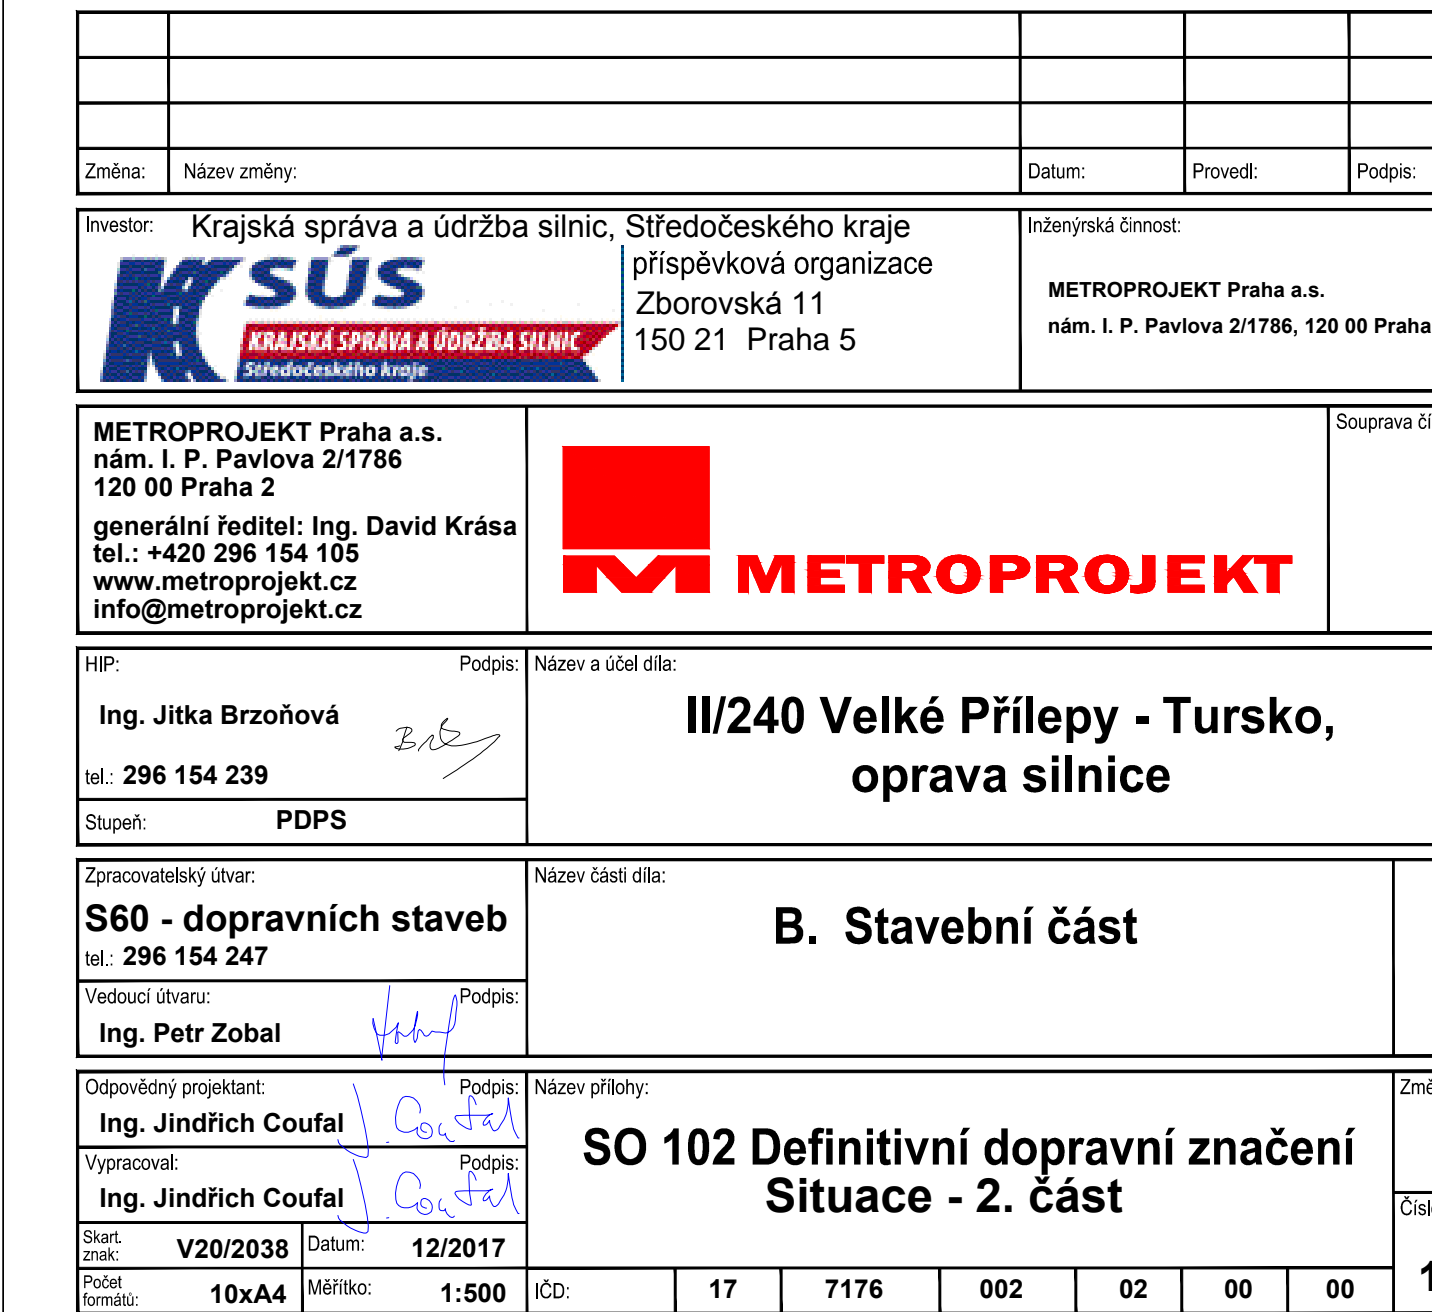 Změna: Název změny: Datum: Provedl: Podpis:
Investor: Krajská správa a údržba silnic, Středočeského kraje
příspěvková organizace
Zborovská 11
150 21 Praha 5
KSÚS
KRAJSKÁ SPRÁVA A ÚDRŽBA SILNIC
Středočeského kraje
Inženýrská činnost:
METROPROJEKT Praha a.s.
nám. I. P. Pavlova 2/1786, 120 00 Praha
METROPROJEKT Praha a.s.
nám. I. P. Pavlova 2/1786
120 00 Praha 2
generální ředitel: Ing. David Krása
tel.: +420 296 154 105
www.metroprojekt.cz
info@metroprojekt.cz
M METROPROJEKT
Souprava čí
HIP: Podpis:
Ing. Jitka Brzoňová
tel.: 296 154 239
Stupeň: PDPS
Název a účel díla:
II/240 Velké Přílepy - Tursko,
oprava silnice
Zpracovatelský útvar:
S60 - dopravních staveb
tel.: 296 154 247
Vedoucí útvaru: Podpis:
Ing. Petr Zobal
Název části díla:
B. Stavební část
Odpovědný projektant: Podpis:
Ing. Jindřich Coufal J. Coufal
Vypracoval: Podpis:
Ing. Jindřich Coufal J. Coufal
Název přílohy:
SO 102 Definitivní dopravní značení
Situace - 2. část
Změ
Čísl
1
Skart.
znak: V20/2038 Datum: 12/2017
Počet
formátů: 10xA4 Měřítko: 1:500
IČD: 17 7176 002 02 00 00